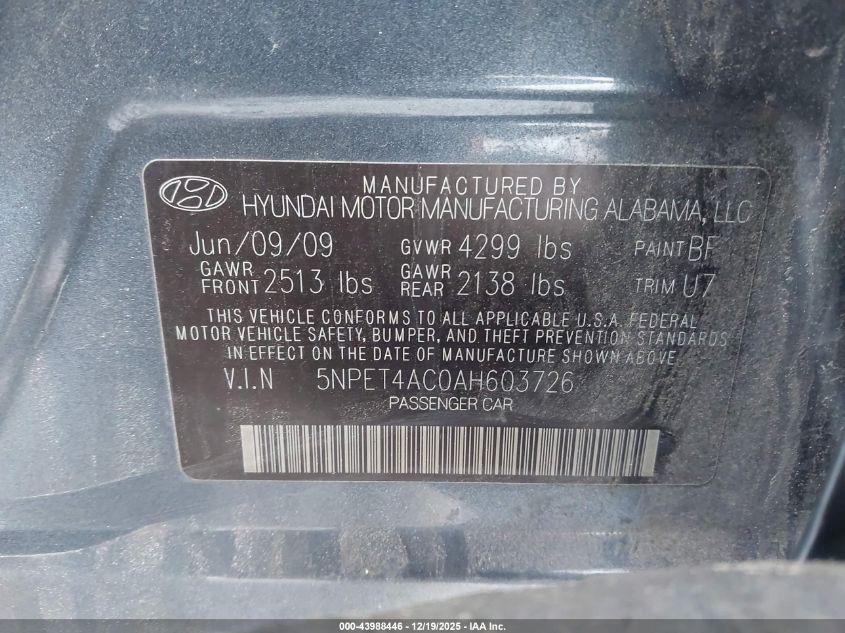 MANUFACTURED BY
HYUNDAI MOTOR MANUFACTURING ALABAMA, LLC
Jun/09/09 GVWR 4299 lbs PAINT BF
GAWR FRONT 2513 lbs GAWR REAR 2138 lbs TRIM U7
THIS VEHICLE CONFORMS TO ALL APPLICABLE U.S.A. FEDERAL
MOTOR VEHICLE SAFETY, BUMPER, AND THEFT PREVENTION STANDARDS
IN EFFECT ON THE DATE OF MANUFACTURE SHOWN ABOVE
V.I.N 5NPET4AC0AH603726
PASSENGER CAR
000-43988446 - 12/19/2025 - IAA Inc.